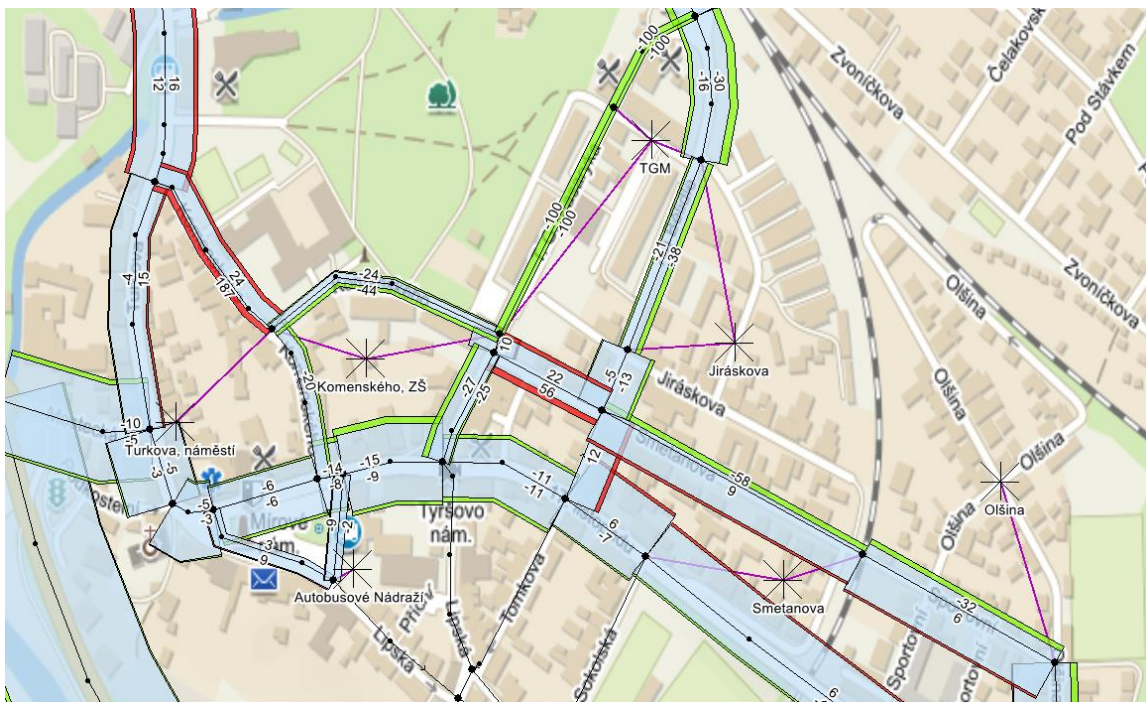 Čelakovsk
Zvoníčkova
Pod Stávkem
-100
-100
16
12
-30
-16
TGM
-100
-100
-21
-38
Zvoníčkova
-4
15
24
187
-24
-44
Olšina
10
Komenského, ZŠ
Jiráskova
-5
-13
22
56
-20
-27
-25
Jiráskova
Olšina
-10
-5
Turkova, náměstí
-5
-3
Smetanova
-58
9
12
Olšina
Olšina
Olšina
-14
-8
-15
-9
-11
-11
-6
-6
-5
-3
Mírové
nám.
Tyršovo
nám.
6
-7
-9
-2
-3
9
Autobusové Nádraží
Smetanova
-32
6
Sportovní
Lipská
Lipská
Tomkova
Sokolská
Sportovní
6